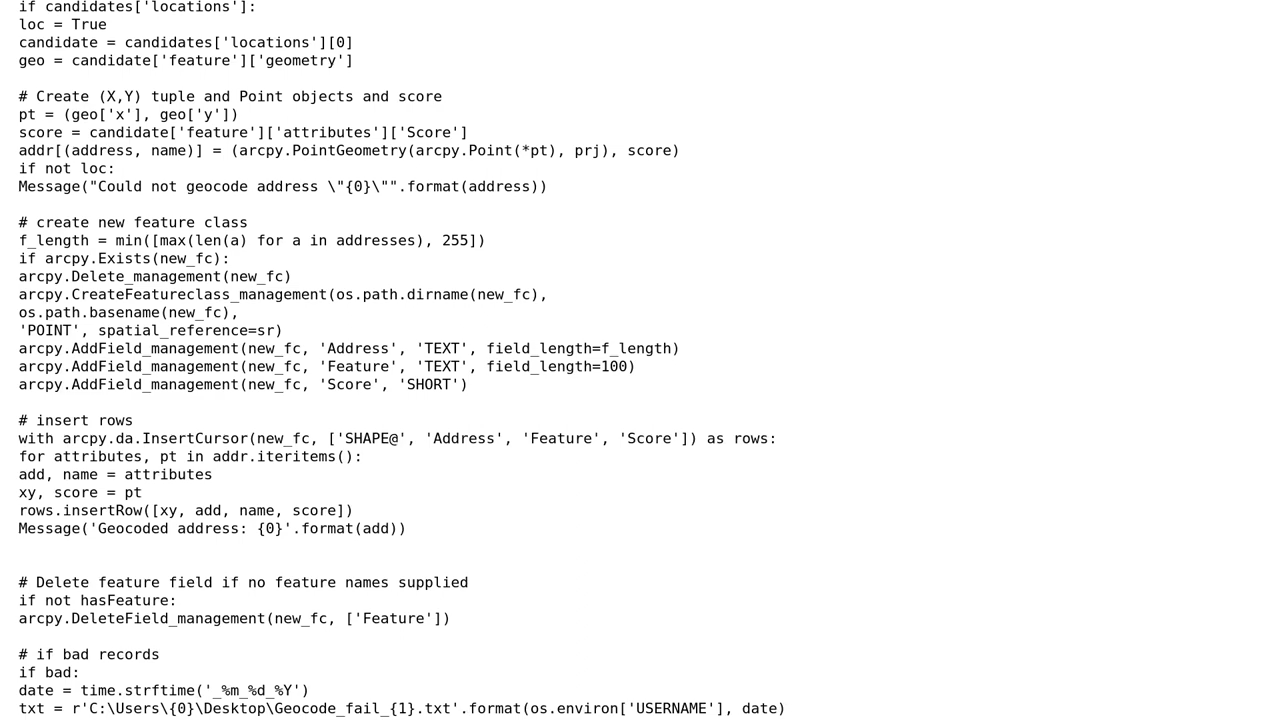 if candidates['locations']:
loc = True
candidate = candidates['locations'][0]
geo = candidate['feature']['geometry']
# Create (X,Y) tuple and Point objects and score
pt = (geo['x'], geo['y'])
score = candidate['feature']['attributes']['Score']
addr[(address, name)] = (arcpy.PointGeometry(arcpy.Point(*pt), prj), score)
if not loc:
Message("Could not geocode address \"{0}\"".format(address))
# create new feature class
f_length = min([max(len(a) for a in addresses), 255])
if arcpy.Exists(new_fc):
arcpy.Delete_management(new_fc)
arcpy.CreateFeatureclass_management(os.path.dirname(new_fc),
os.path.basename(new_fc),
'POINT', spatial_reference=sr)
arcpy.AddField_management(new_fc, 'Address', 'TEXT', field_length=f_length)
arcpy.AddField_management(new_fc, 'Feature', 'TEXT', field_length=100)
arcpy.AddField_management(new_fc, 'Score', 'SHORT')
# insert rows
with arcpy.da.InsertCursor(new_fc, ['SHAPE@', 'Address', 'Feature', 'Score']) as rows:
for attributes, pt in addr.iteritems():
add, name = attributes
xy, score = pt
rows.insertRow([xy, add, name, score])
Message('Geocoded address: {0}'.format(add))
# Delete feature field if no feature names supplied
if not hasFeature:
arcpy.DeleteField_management(new_fc, ['Feature'])
# if bad records
if bad:
date = time.strftime('_%m_%d_%Y')
txt = r'C:\Users\{0}\Desktop\Geocode_fail_{1}.txt'.format(os.environ['USERNAME'], date)